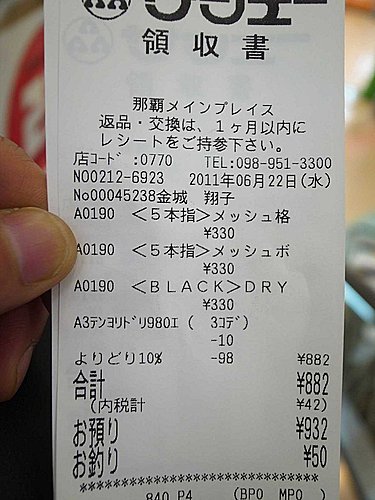 領収書
那覇メインプレイス
返品・交換は、1ヶ月以内に
レシートをご持参下さい。
店コード:0770 TEL:098-951-3300
N00212-6923 2011年06月22日(水)
No00045238金城 翔子
A0190 <5本指>メッシュ格
¥330
A0190 <5本指>メッシュボ
¥330
A0190 <BLACK>DRY
¥330
A3テンヨリドリ980エ ( 3コデ)
-10
よりどり10% -98 ¥882
合計 ¥882
(内税計 ¥42)
お預り ¥932
お釣り ¥50
********************************
840 P4 (BPO MPO )